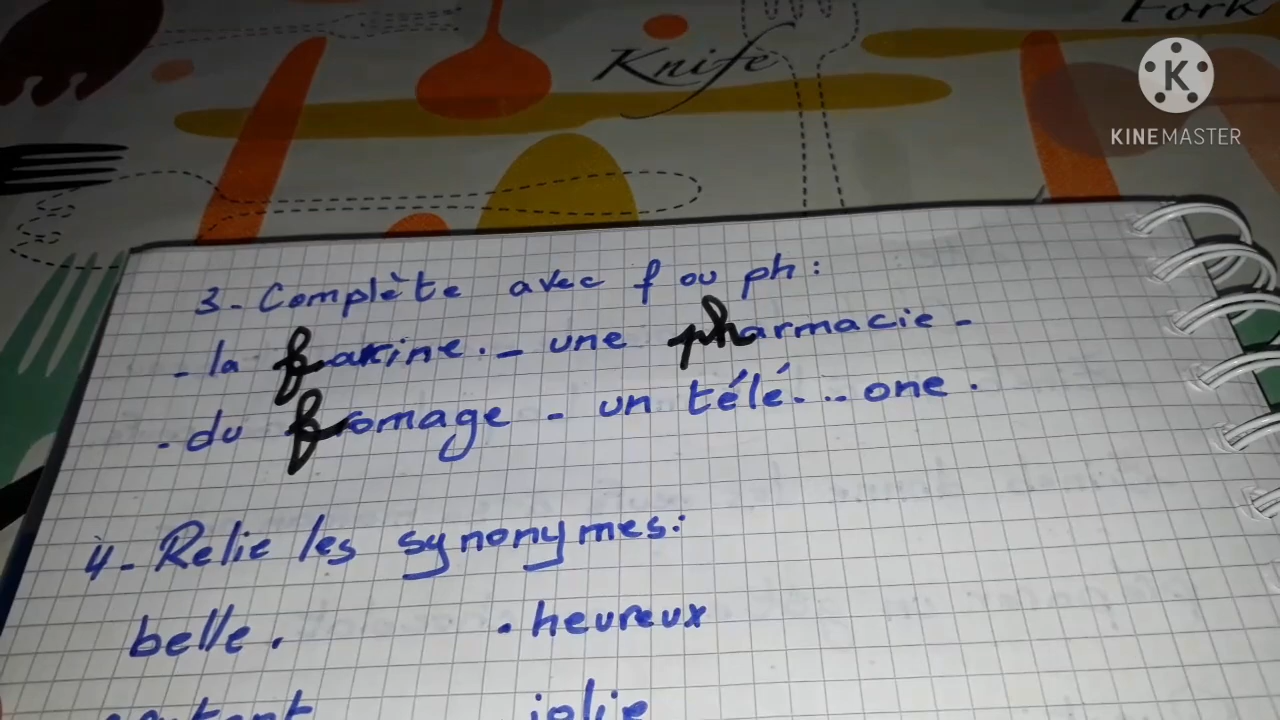 Fork
Knife
KINEMASTER
3-Complète avec f ou ph:
- la farine. - une pharmacie -
- du fromage - un télé... one.
4- Relie les synonymes:
belle. . heureux
jolie